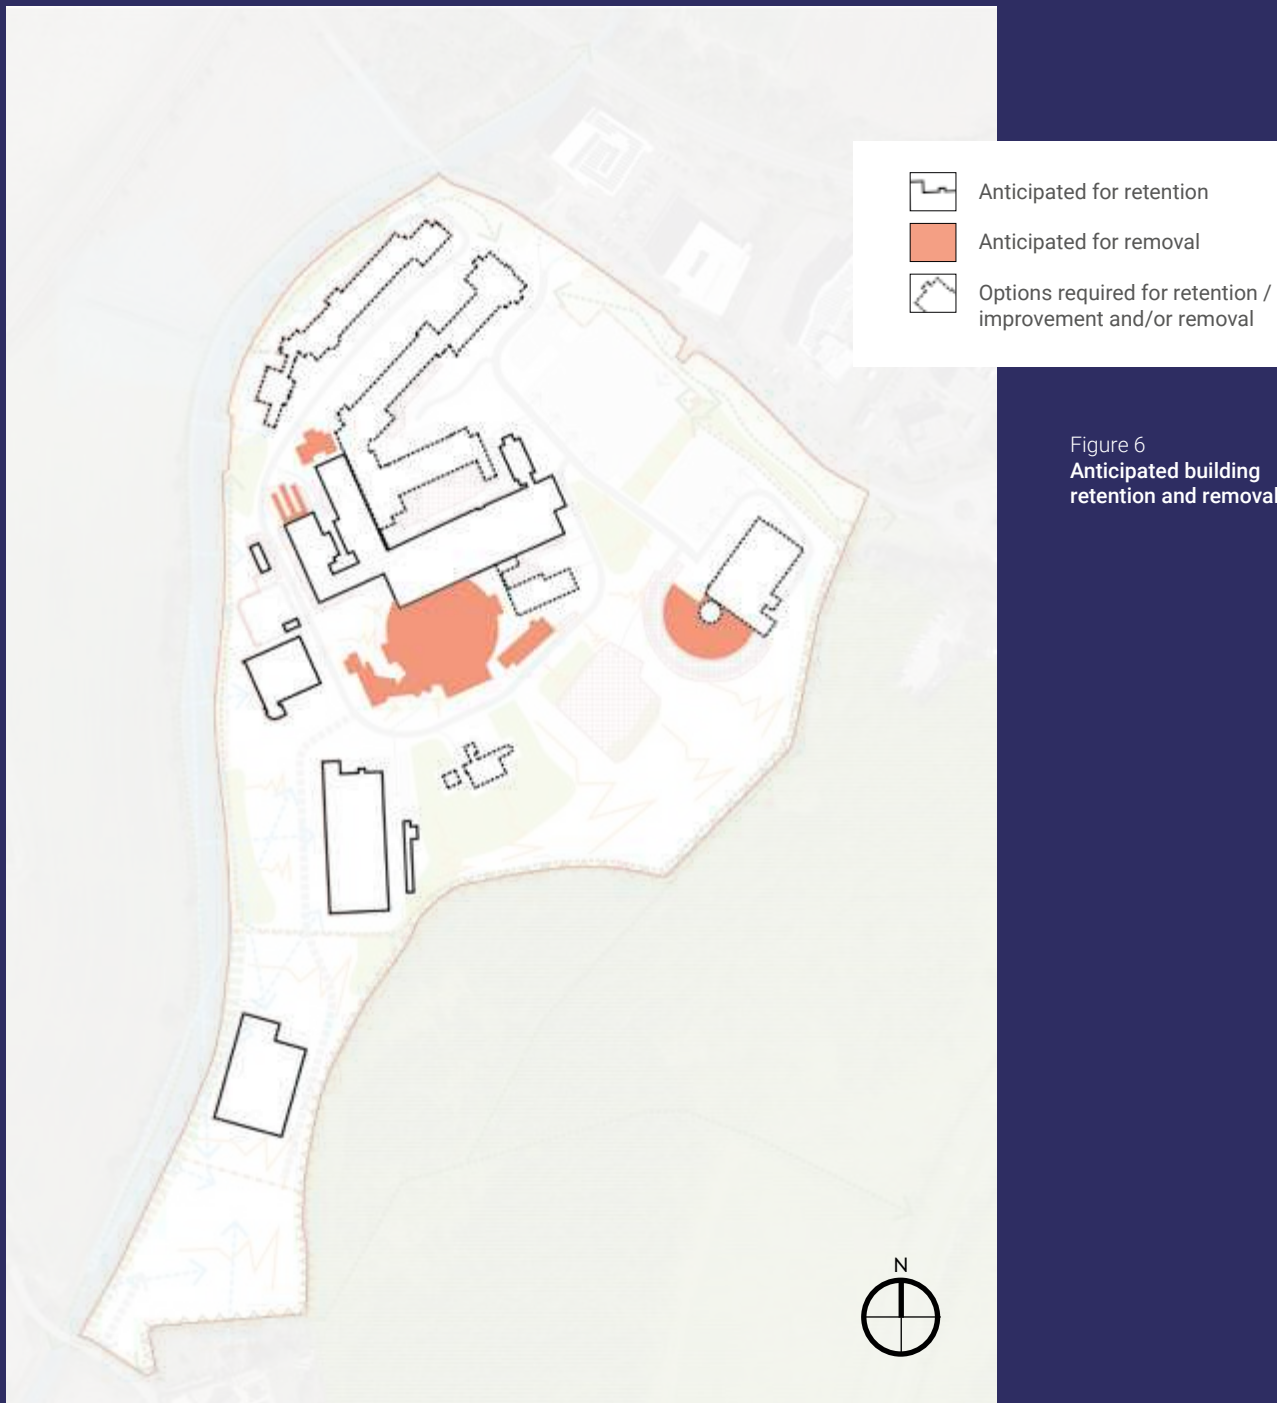 Anticipated for retention
Anticipated for removal
Options required for retention /
improvement and/or removal
Figure 6
Anticipated building
retention and removal
N